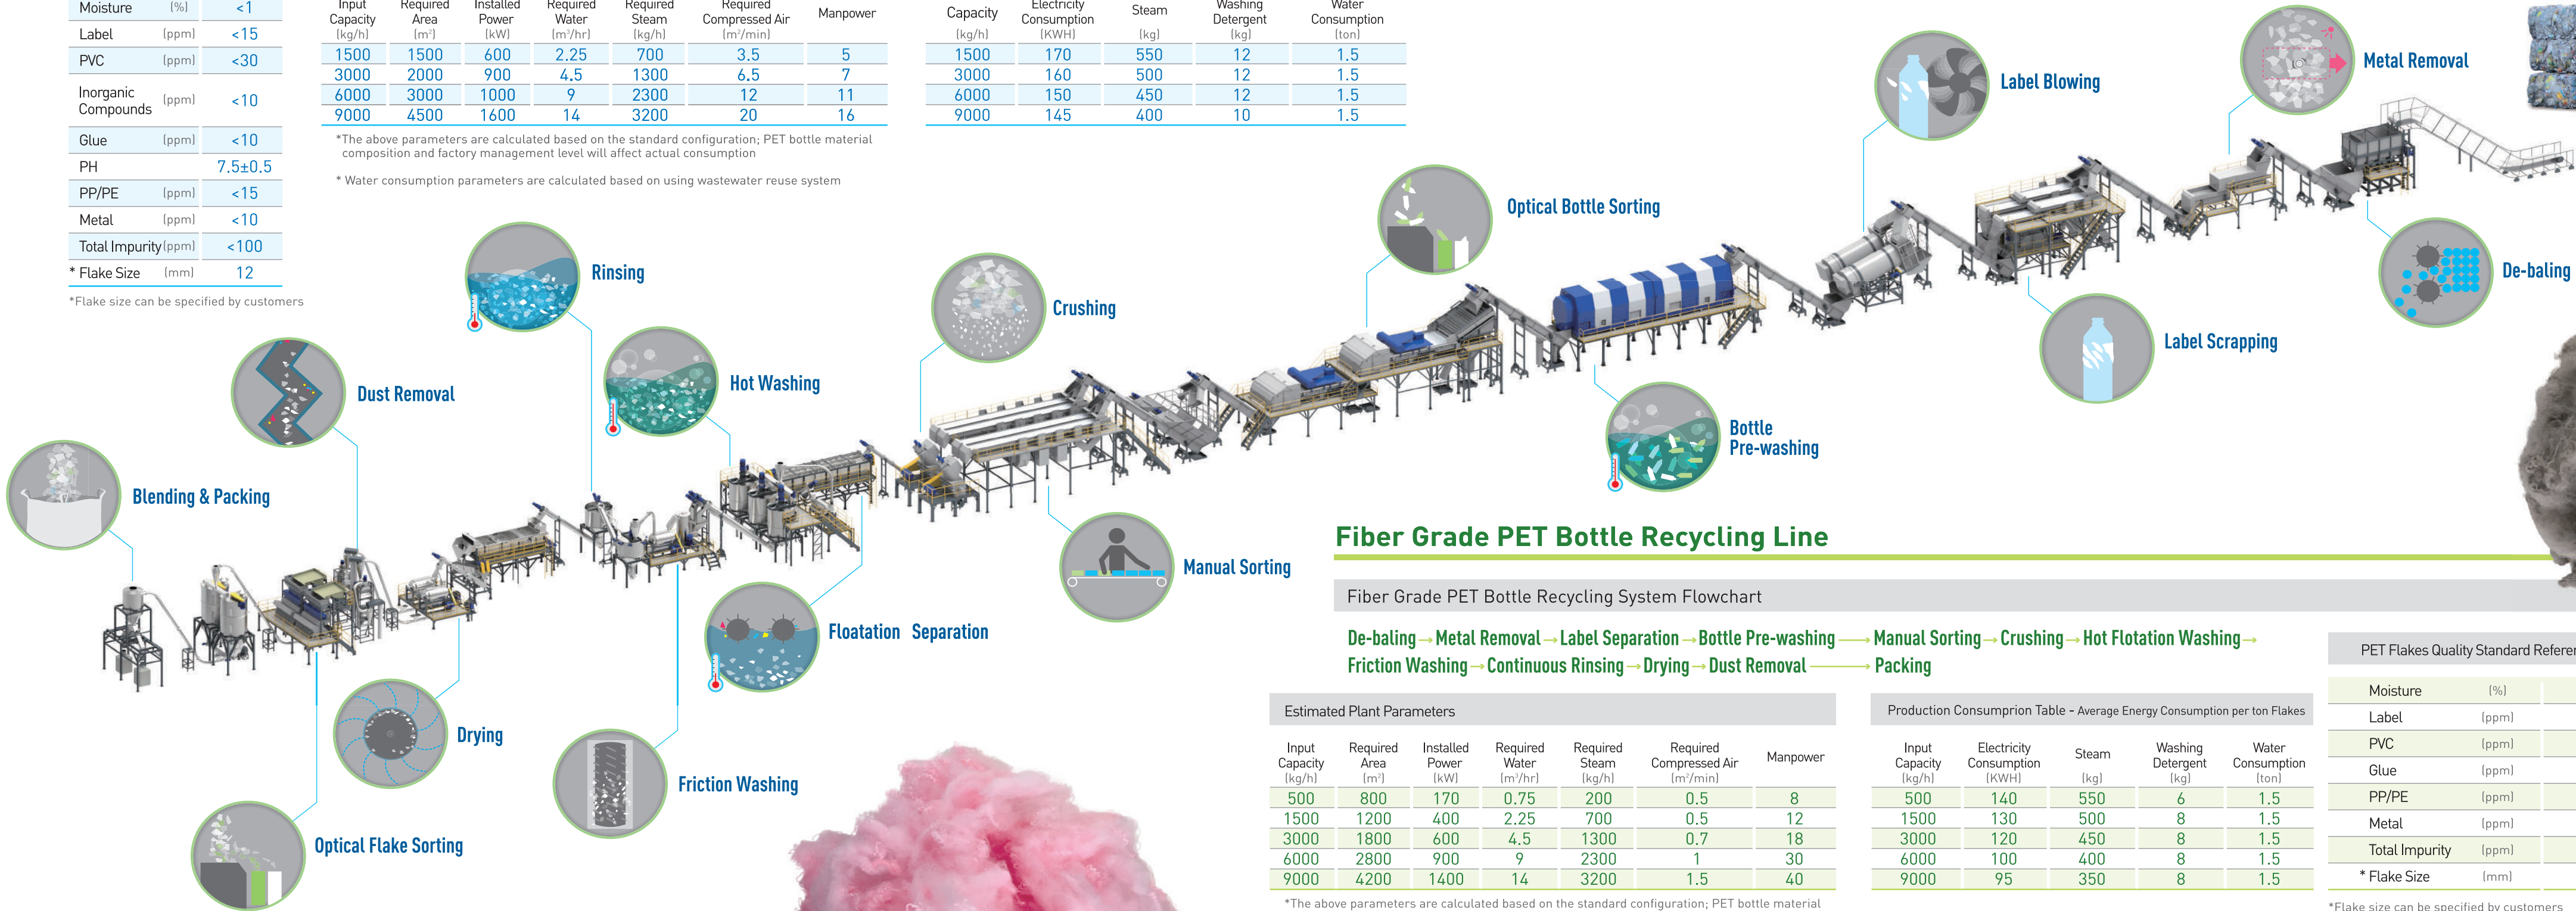 Moisture (%) <1
Label (ppm) <15
PVC (ppm) <30
Inorganic
Compounds (ppm) <10
Glue (ppm) <10
PH 7.5±0.5
PP/PE (ppm) <15
Metal (ppm) <10
Total Impurity (ppm) <100
* Flake Size (mm) 12
*Flake size can be specified by customers
Input Required Installed Required Required Required
Capacity Area Power Water Steam Compressed Air Manpower
(kg/h) (m²) (kW) (m³/hr) (kg/h) (m²/min)
1500 1500 600 2.25 700 3.5 5
3000 2000 900 4.5 1300 6.5 7
6000 3000 1000 9 2300 12 11
9000 4500 1600 14 3200 20 16
*The above parameters are calculated based on the standard configuration; PET bottle material
composition and factory management level will affect actual consumption
* Water consumption parameters are calculated based on using wastewater reuse system
Electricity Washing Water
Capacity Consumption Steam Detergent Consumption
(kg/h) (KWH) (kg) (kg) (ton)
1500 170 550 12 1.5
3000 160 500 12 1.5
6000 150 450 12 1.5
9000 145 400 10 1.5
Metal Removal
Label Blowing
Optical Bottle Sorting
De-baling
Rinsing
Crushing
Label Scrapping
Hot Washing
Dust Removal
Bottle
Pre-washing
Blending & Packing
Manual Sorting
Floatation Separation
Drying
Friction Washing
Optical Flake Sorting
Fiber Grade PET Bottle Recycling Line
Fiber Grade PET Bottle Recycling System Flowchart
De-baling→Metal Removal→Label Separation→Bottle Pre-washing→Manual Sorting→Crushing→Hot Flotation Washing→
Friction Washing→Continuous Rinsing→Drying→Dust Removal→Packing
Estimated Plant Parameters
Input Required Installed Required Required Required
Capacity Area Power Water Steam Compressed Air Manpower
(kg/h) (m²) (kW) (m³/hr) (kg/h) (m²/min)
500 800 170 0.75 200 0.5 8
1500 1200 400 2.25 700 0.5 12
3000 1800 600 4.5 1300 0.7 18
6000 2800 900 9 2300 1 30
9000 4200 1400 14 3200 1.5 40
*The above parameters are calculated based on the standard configuration; PET bottle material
Production Consumprion Table - Average Energy Consumption per ton Flakes
Input Electricity Washing Water
Capacity Consumption Steam Detergent Consumption
(kg/h) (KWH) (kg) (kg) (ton)
500 140 550 6 1.5
1500 130 500 8 1.5
3000 120 450 8 1.5
6000 100 400 8 1.5
9000 95 350 8 1.5
PET Flakes Quality Standard Referen
Moisture (%)
Label (ppm)
PVC (ppm)
Glue (ppm)
PP/PE (ppm)
Metal (ppm)
Total Impurity (ppm)
* Flake Size (mm)
*Flake size can be specified by customers